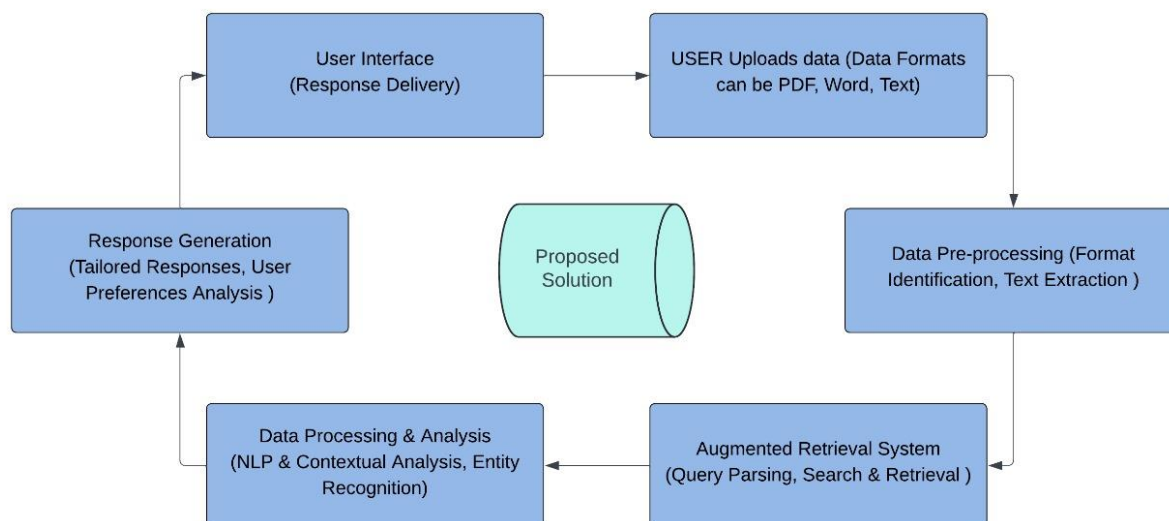 User Interface
(Response Delivery)
USER Uploads data (Data Formats
can be PDF, Word, Text)
Response Generation
(Tailored Responses, User
Preferences Analysis )
Proposed
Solution
Data Pre-processing (Format
Identification, Text Extraction )
Data Processing & Analysis
(NLP & Contextual Analysis, Entity
Recognition)
Augmented Retrieval System
(Query Parsing, Search & Retrieval )